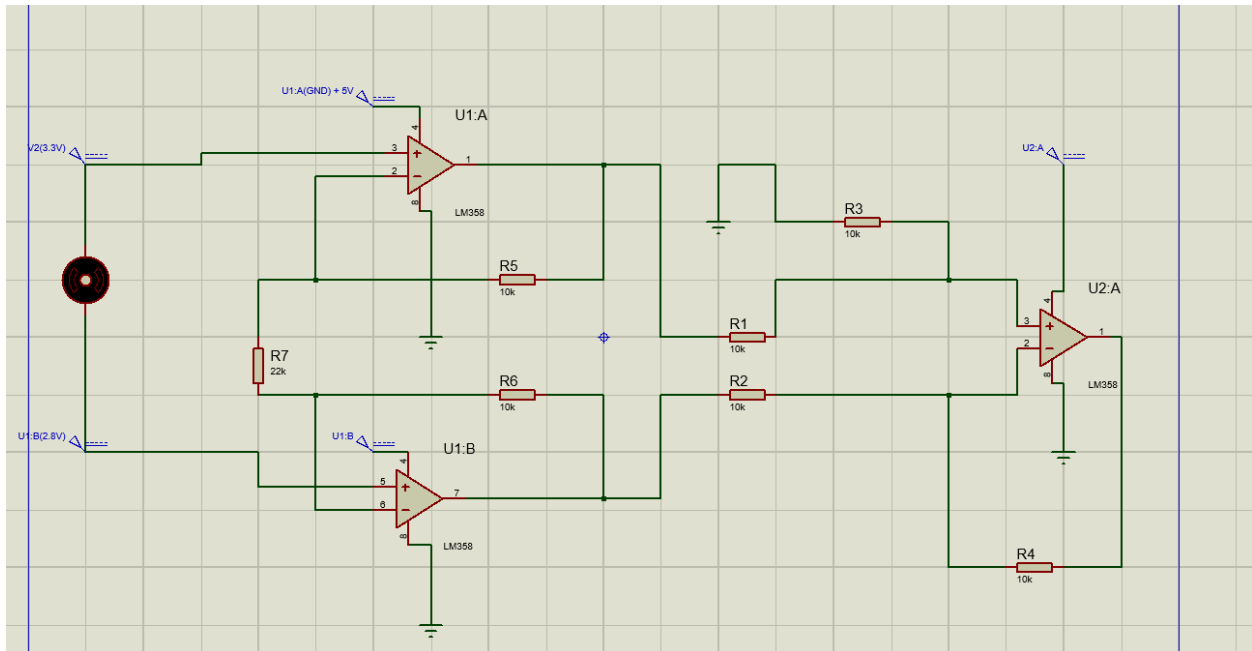 U1:A(GND) + 5V
U1:A
4
V2(3.3V)
3
+
1
2
−
8
LM358
U2:A
R3
10k
R5
10k
U2:A
4
3
+
1
2
−
8
LM358
R1
10k
R7
22k
R6
10k
R2
10k
U1:B(2.8V)
U1:B
U1:B
4
5
+
7
6
−
8
LM358
R4
10k